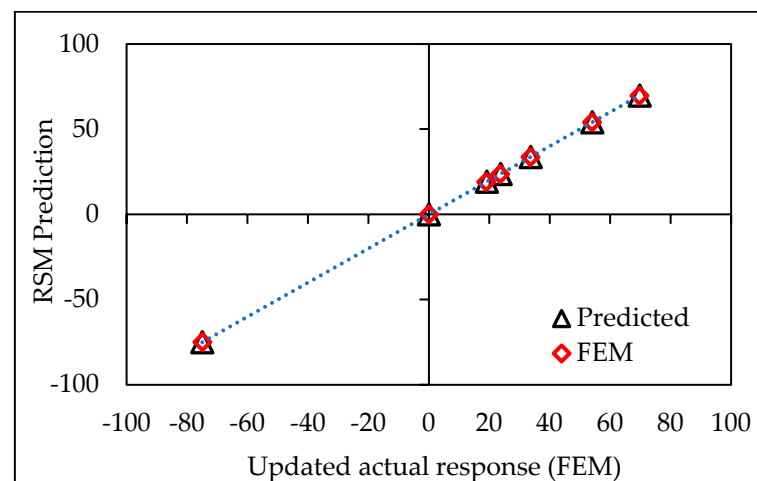 100
50
0
-50
-100
RSM Prediction
Predicted
FEM
-100 -80 -60 -40 -20 0 20 40 60 80 100
Updated actual response (FEM)